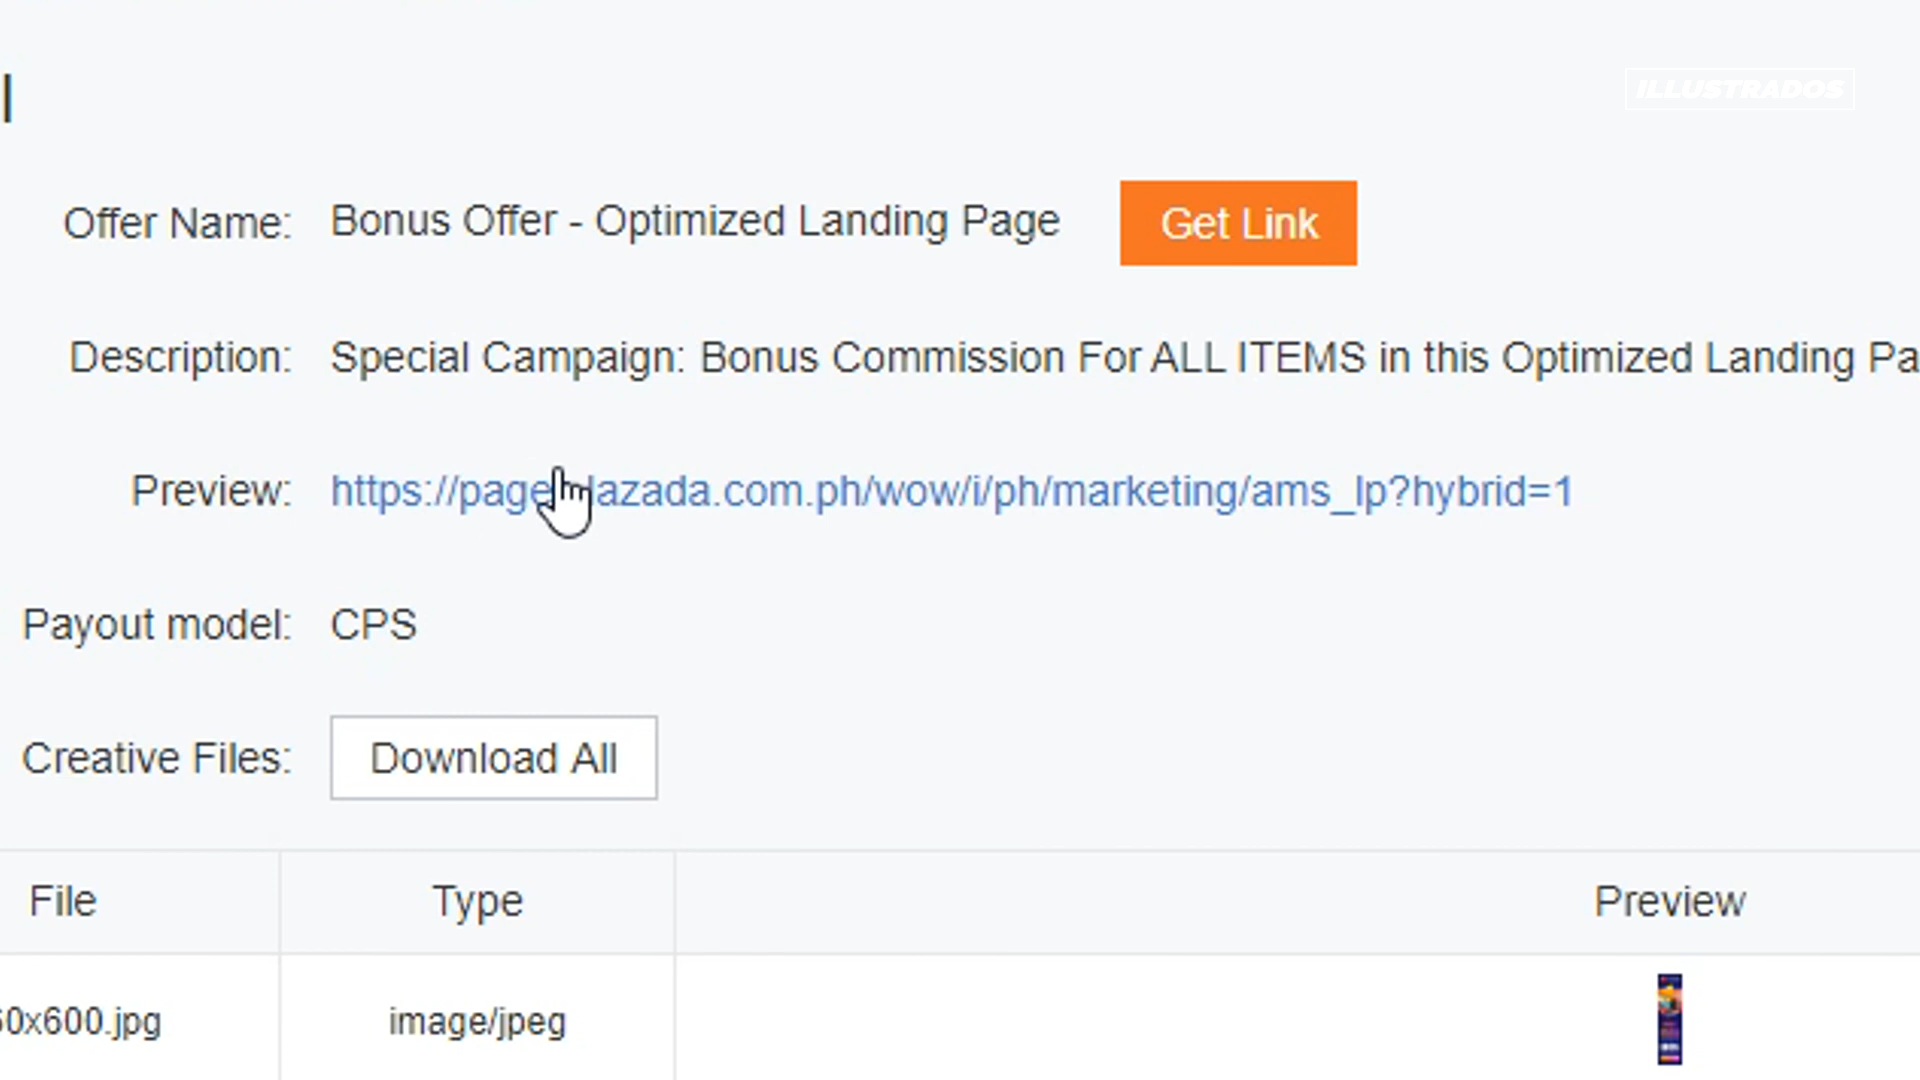 l
ILLUSTRADOS
Offer Name: Bonus Offer - Optimized Landing Page Get Link
Description: Special Campaign: Bonus Commission For ALL ITEMS in this Optimized Landing Pa
Preview: https://page lazada.com.ph/wow/i/ph/marketing/ams_lp?hybrid=1
Payout model: CPS
Creative Files: Download All
File Type Preview
60x600.jpg image/jpeg